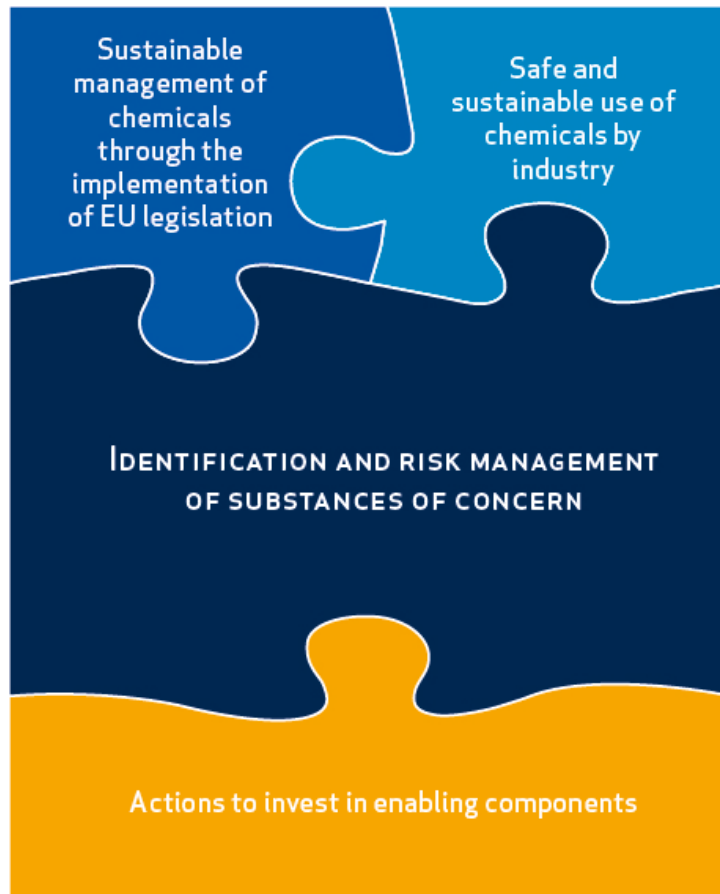 Sustainable
management of
chemicals
through the
implementation
of EU legislation
Safe and
sustainable use of
chemicals by
industry
IDENTIFICATION AND RISK MANAGEMENT
OF SUBSTANCES OF CONCERN
Actions to invest in enabling components